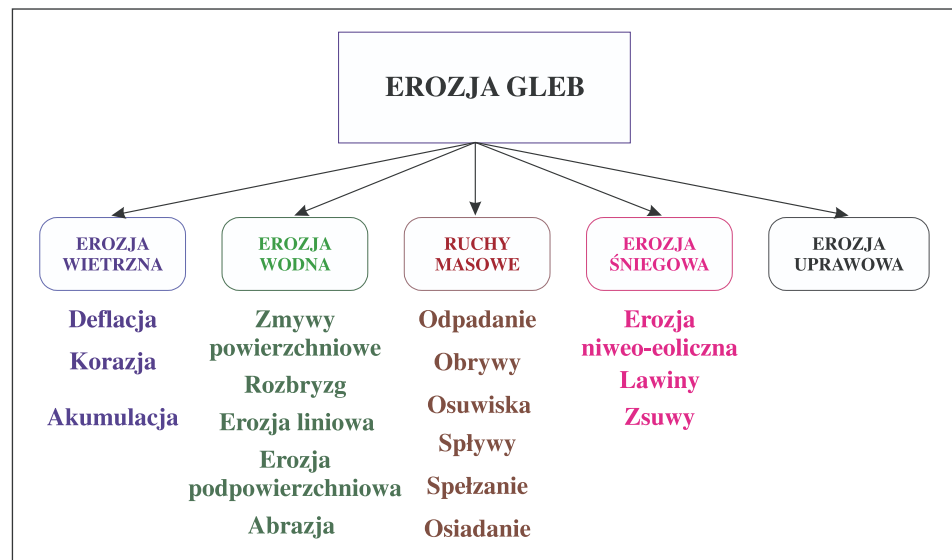 EROZJA GLEB
EROZJA
WIETRZNA
Deflacja
Korazja
Akumulacja
EROZJA
WODNA
Zmywy
powierzchniowe
Rozbryzg
Erozja liniowa
Erozja
podpowierzchniowa
Abrazja
RUCHY
MASOWE
Odpadanie
Obrywy
Osuwiska
Spływy
Spełzanie
Osiadanie
EROZJA
ŚNIEGOWA
Erozja
niweo-eoliczna
Lawiny
Zsuwy
EROZJA
UPRAWOWA